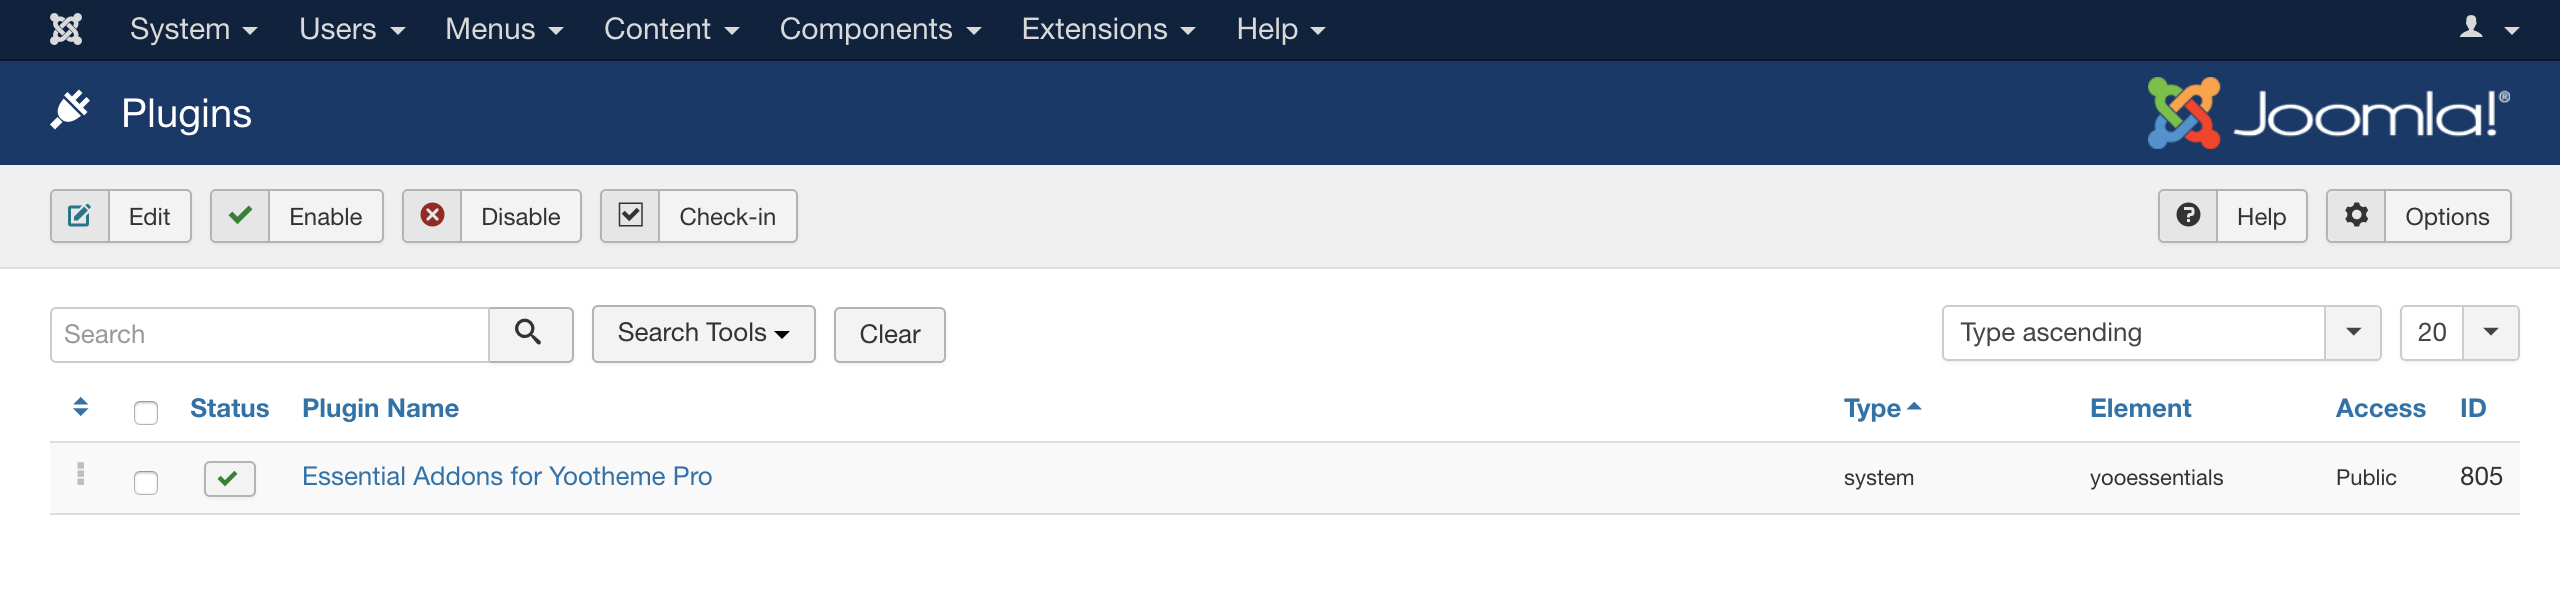 System Users Menus Content Components Extensions Help
Plugins Joomla!®
Edit Enable Disable Check-in Help Options
Search Search Tools Clear Type ascending 20
Status Plugin Name Type Element Access ID
Essential Addons for Yootheme Pro system yooessentials Public 805